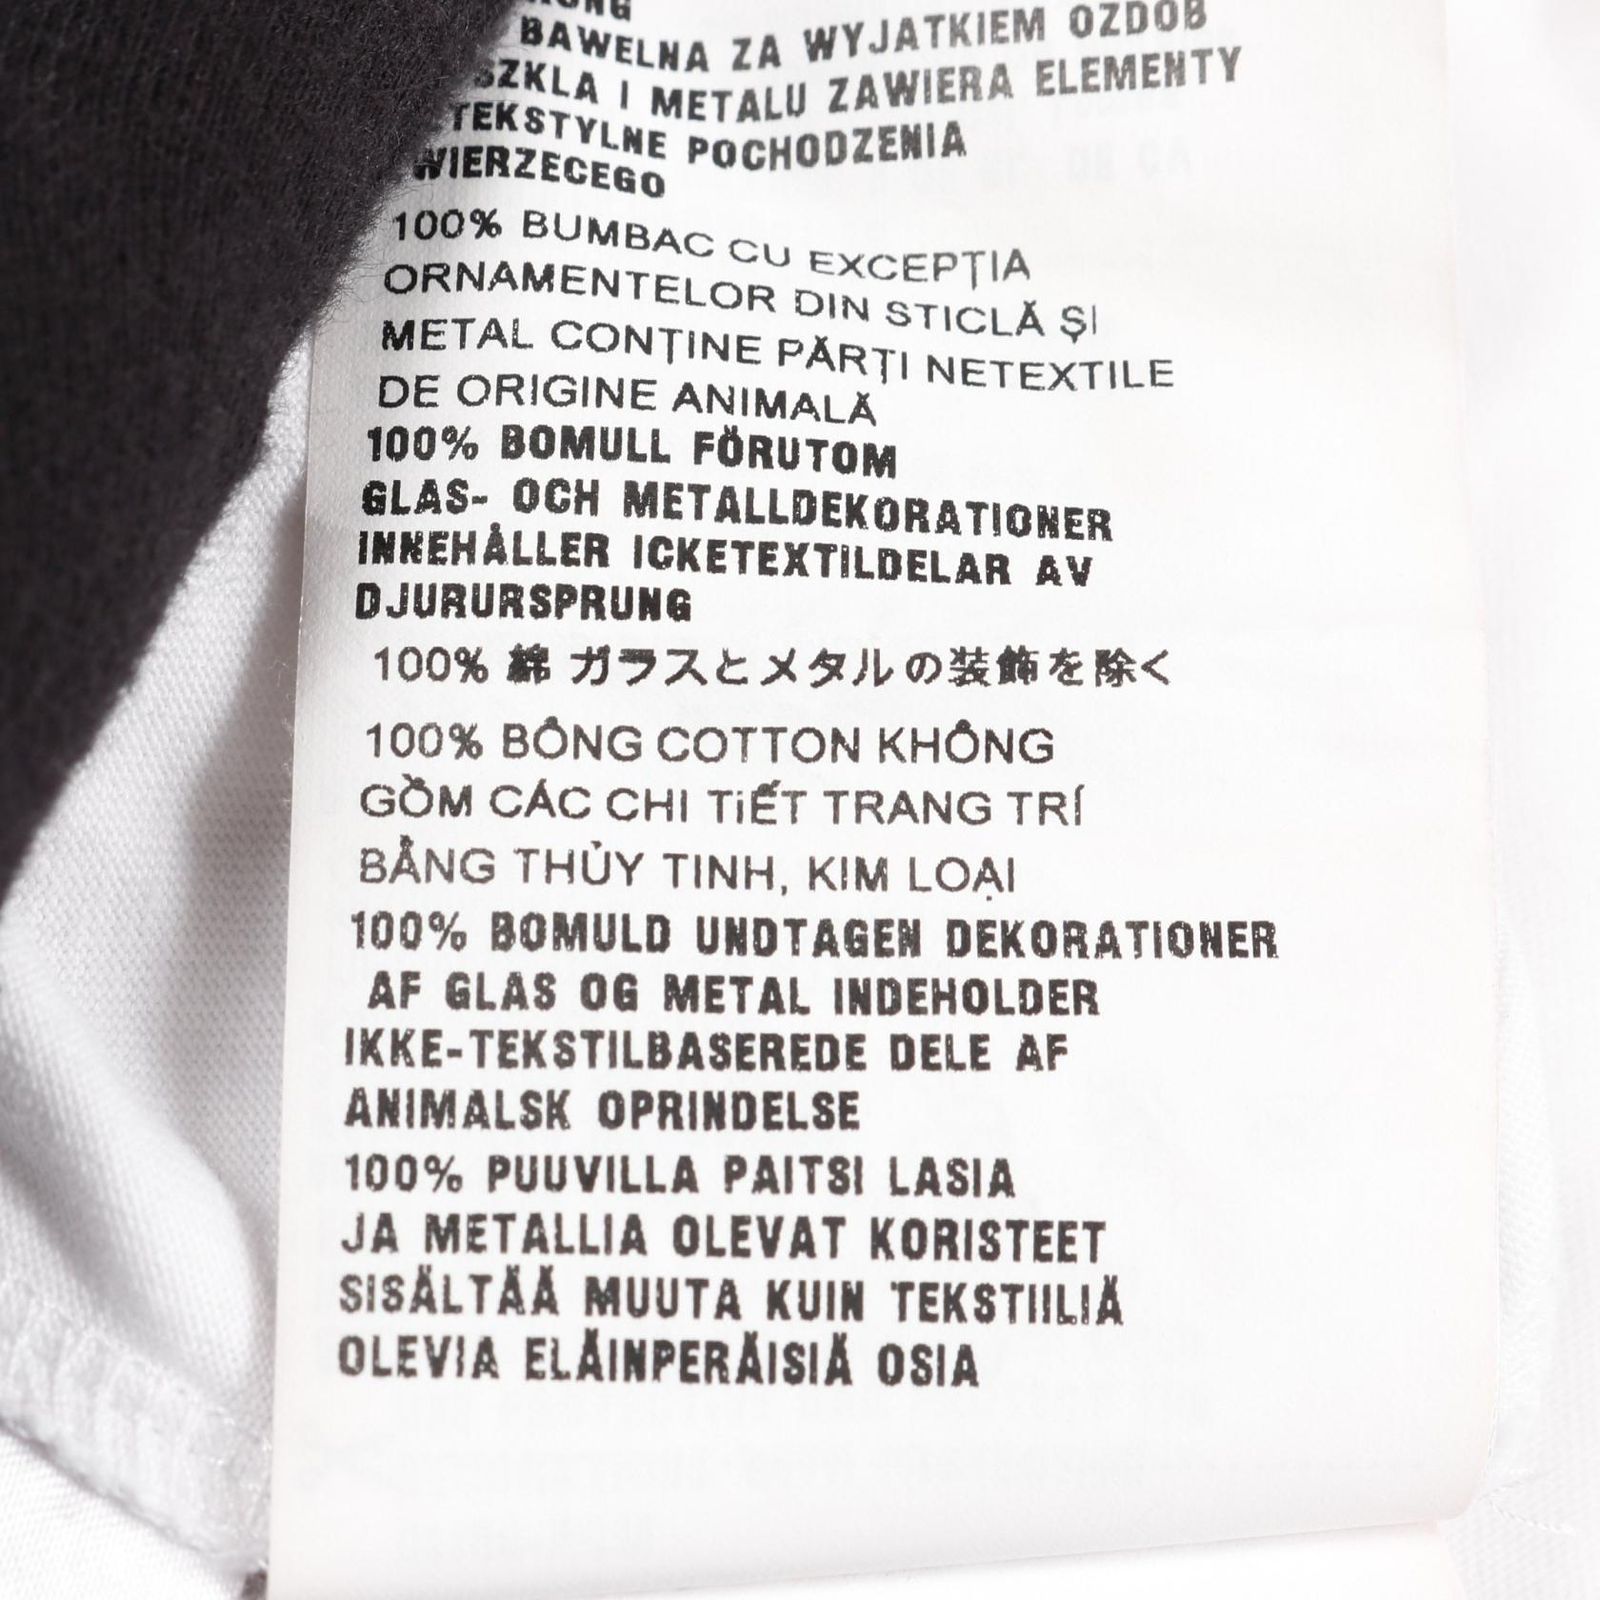 BAWELNA ZA WYJATKIEM OZDOB
SZKLA I METALU ZAWIERA ELEMENTY
TEKSTYLNE POCHODZENIA
WIERZECEGO
100% BUMBAC CU EXCEPȚIA
ORNAMENTELOR DIN STICLĂ ȘI
METAL CONȚINE PĂRȚI NETEXTILE
DE ORIGINE ANIMALĂ
100% BOMULL FÖRUTOM
GLAS- OCH METALLDEKORATIONER
INNEHÅLLER ICKETEXTILDELAR AV
DJURURSPRUNG
100% 綿 ガラスとメタルの装飾を除く
100% BÔNG COTTON KHÔNG
GỒM CÁC CHI TiẾT TRANG TRÍ
BẰNG THỦY TINH, KIM LOẠI
100% BOMULD UNDTAGEN DEKORATIONER
AF GLAS OG METAL INDEHOLDER
IKKE-TEKSTILBASEREDE DELE AF
ANIMALSK OPRINDELSE
100% PUUVILLA PAITSI LASIA
JA METALLIA OLEVAT KORISTEET
SISÄLTÄÄ MUUTA KUIN TEKSTIILIÄ
OLEVIA ELÄINPERÄISIÄ OSIA